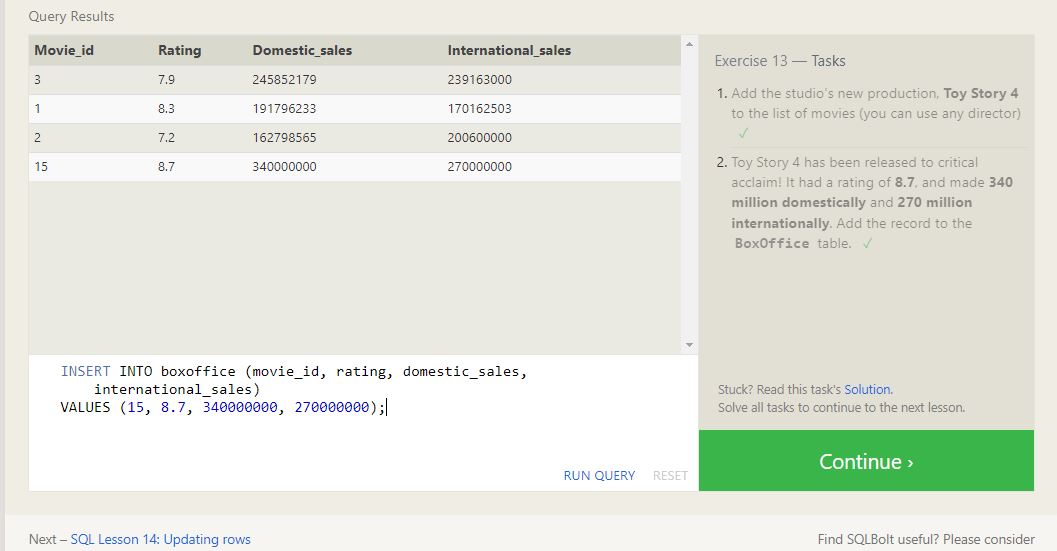 Query Results
Movie_id Rating Domestic_sales International_sales
3 7.9 245852179 239163000
1 8.3 191796233 170162503
2 7.2 162798565 200600000
15 8.7 340000000 270000000
INSERT INTO boxoffice (movie_id, rating, domestic_sales,
international_sales)
VALUES (15, 8.7, 340000000, 270000000);
RUN QUERY RESET
Exercise 13 — Tasks
1. Add the studio's new production, Toy Story 4
to the list of movies (you can use any director)
✓
2. Toy Story 4 has been released to critical
acclaim! It had a rating of 8.7, and made 340
million domestically and 270 million
internationally. Add the record to the
BoxOffice table. ✓
Stuck? Read this task's Solution.
Solve all tasks to continue to the next lesson.
Continue ›
Next – SQL Lesson 14: Updating rows
Find SQLBolt useful? Please consider